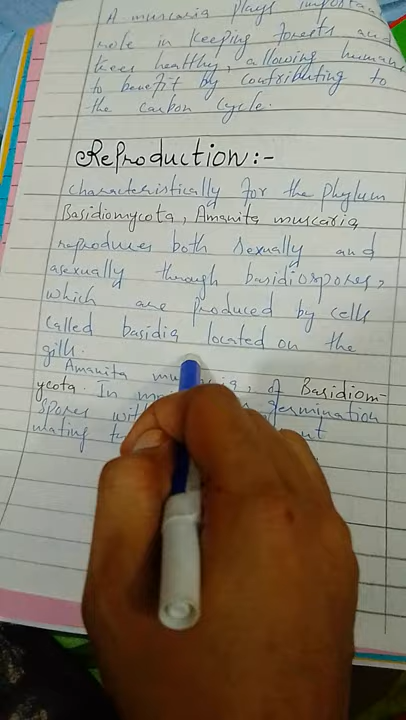 A. muscaria plays importan
role in keeping forests and
trees healthy, allowing humans
to benefit by contributing to
the carbon cycle.
Reproduction:-
characteristically for the phylum
Basidiomycota, Amanita muscaria
reproduces both sexually and
asexually through basidiospores,
which are produced by cells
called basidia located on the
gills.
Amanita of Basidiom-
ycota. In germination
spores
mating